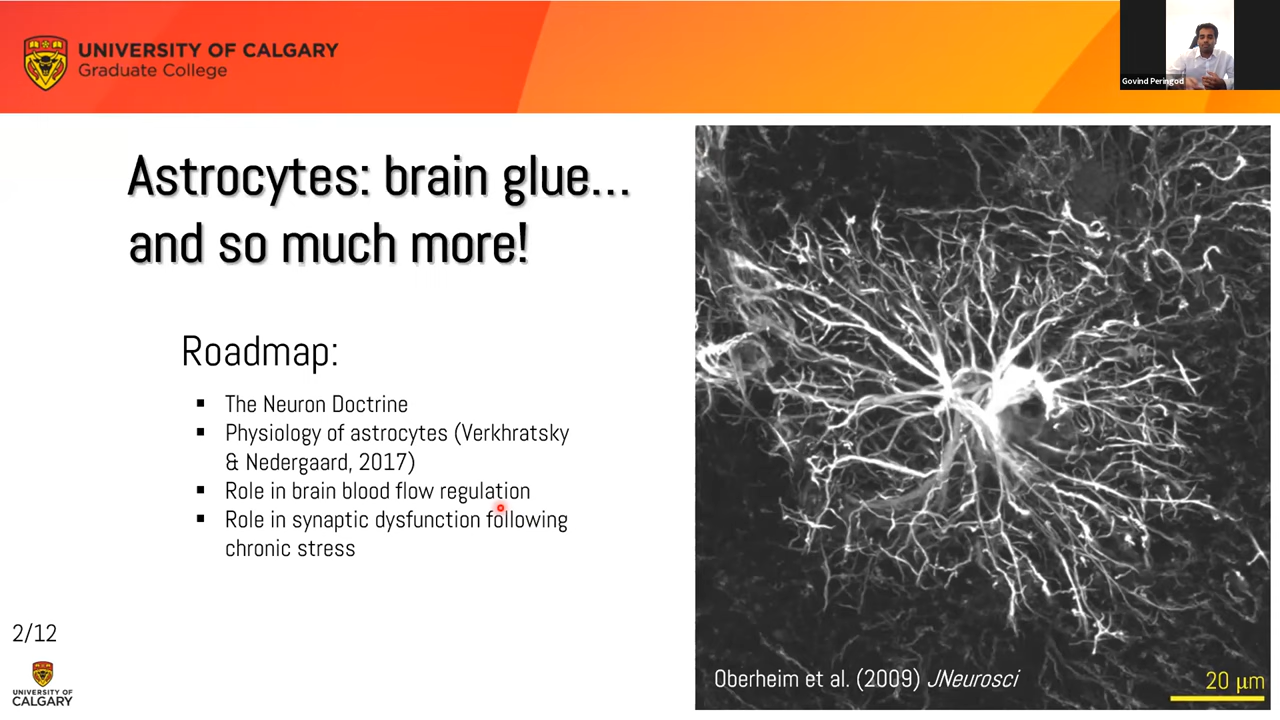 UNIVERSITY OF CALGARY
Graduate College
Govind Peringod
Astrocytes: brain glue...
and so much more!
Roadmap:
▪ The Neuron Doctrine
▪ Physiology of astrocytes (Verkhratsky
& Nedergaard, 2017)
▪ Role in brain blood flow regulation
▪ Role in synaptic dysfunction following
chronic stress
2/12
UNIVERSITY OF
CALGARY
Oberheim et al. (2009) JNeurosci
20 µm